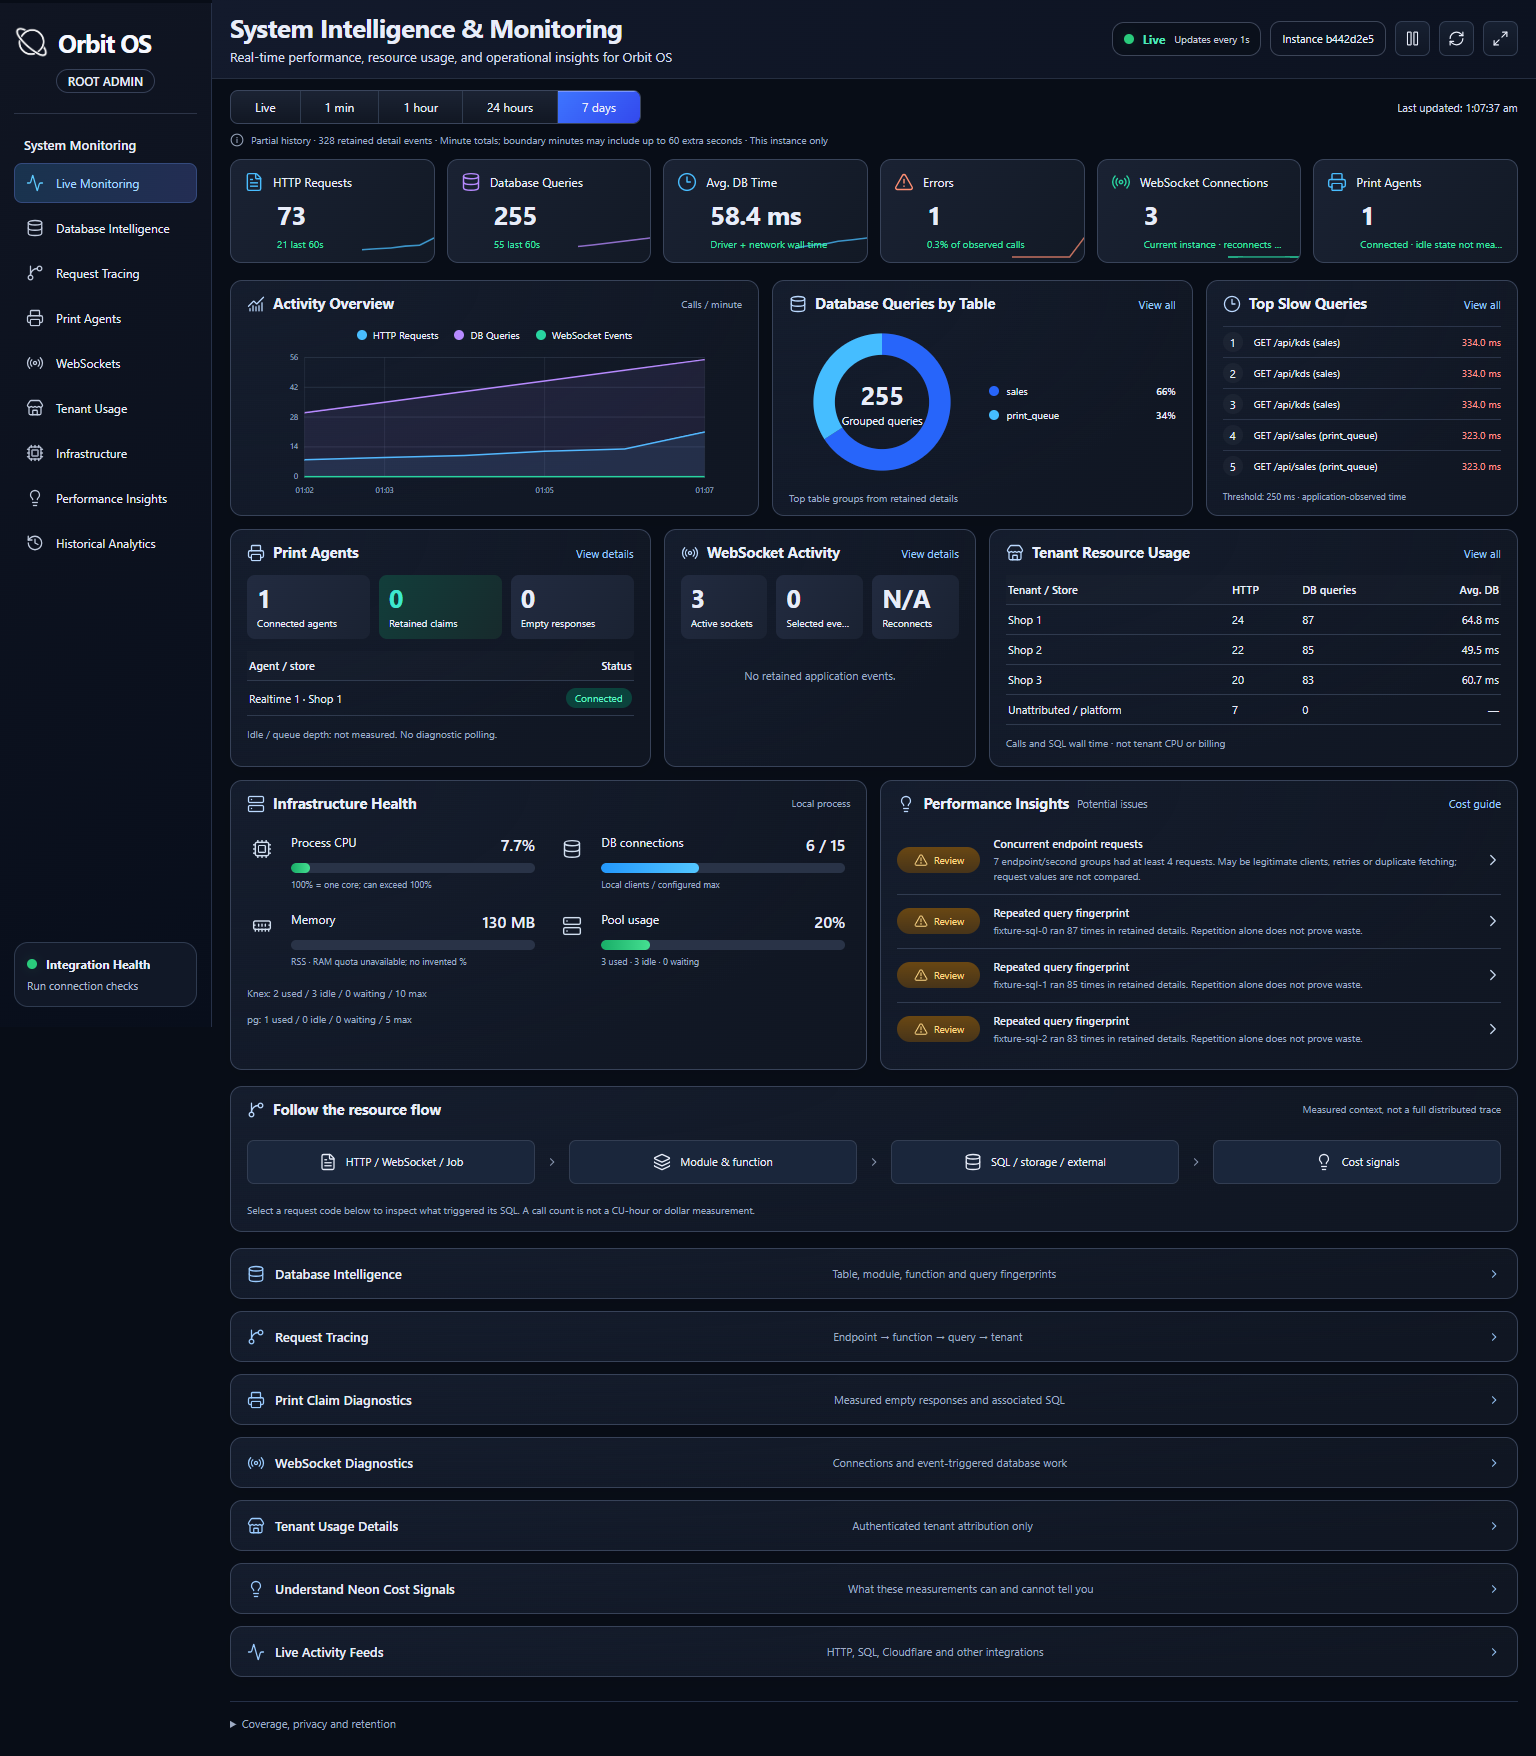 Orbit OS
ROOT ADMIN
System Monitoring
Live Monitoring
Database Intelligence
Request Tracing
Print Agents
WebSockets
Tenant Usage
Infrastructure
Performance Insights
Historical Analytics
Integration Health
Run connection checks
System Intelligence & Monitoring
Real-time performance, resource usage, and operational insights for Orbit OS
Live Updates every 1s
Instance b442d2e5
Live 1 min 1 hour 24 hours 7 days
Last updated: 1:07:37 am
Partial history · 328 retained detail events · Minute totals; boundary minutes may include up to 60 extra seconds · This instance only
HTTP Requests
73
21 last 60s
Database Queries
255
55 last 60s
Avg. DB Time
58.4 ms
Driver + network wall time
Errors
1
0.3% of observed calls
WebSocket Connections
3
Current instance · reconnects ...
Print Agents
1
Connected · idle state not mea...
Activity Overview
Calls / minute
HTTP Requests DB Queries WebSocket Events
56
42
28
14
0
01:02 01:03 01:05 01:07
Database Queries by Table
View all
255
Grouped queries
sales 66%
print_queue 34%
Top table groups from retained details
Top Slow Queries
View all
1 GET /api/kds (sales) 334.0 ms
2 GET /api/kds (sales) 334.0 ms
3 GET /api/kds (sales) 334.0 ms
4 GET /api/sales (print_queue) 323.0 ms
5 GET /api/sales (print_queue) 323.0 ms
Threshold: 250 ms · application-observed time
Print Agents
View details
1
Connected agents
0
Retained claims
0
Empty responses
Agent / store Status
Realtime 1 · Shop 1 Connected
Idle / queue depth: not measured. No diagnostic polling.
WebSocket Activity
View details
3
Active sockets
0
Selected eve...
N/A
Reconnects
No retained application events.
Tenant Resource Usage
View all
Tenant / Store HTTP DB queries Avg. DB
Shop 1 24 87 64.8 ms
Shop 2 22 85 49.5 ms
Shop 3 20 83 60.7 ms
Unattributed / platform 7 0 —
Calls and SQL wall time · not tenant CPU or billing
Infrastructure Health
Local process
Process CPU 7.7%
100% = one core; can exceed 100%
DB connections 6 / 15
Local clients / configured max
Memory 130 MB
RSS · RAM quota unavailable; no invented %
Pool usage 20%
3 used · 3 idle · 0 waiting
Knex: 2 used / 3 idle / 0 waiting / 10 max
pg: 1 used / 0 idle / 0 waiting / 5 max
Performance Insights Potential issues
Cost guide
Review
Concurrent endpoint requests
7 endpoint/second groups had at least 4 requests. May be legitimate clients, retries or duplicate fetching;
request values are not compared.
Review
Repeated query fingerprint
fixture-sql-0 ran 87 times in retained details. Repetition alone does not prove waste.
Review
Repeated query fingerprint
fixture-sql-1 ran 85 times in retained details. Repetition alone does not prove waste.
Review
Repeated query fingerprint
fixture-sql-2 ran 83 times in retained details. Repetition alone does not prove waste.
Follow the resource flow
Measured context, not a full distributed trace
HTTP / WebSocket / Job
Module & function
SQL / storage / external
Cost signals
Select a request code below to inspect what triggered its SQL. A call count is not a CU-hour or dollar measurement.
Database Intelligence Table, module, function and query fingerprints
Request Tracing Endpoint → function → query → tenant
Print Claim Diagnostics Measured empty responses and associated SQL
WebSocket Diagnostics Connections and event-triggered database work
Tenant Usage Details Authenticated tenant attribution only
Understand Neon Cost Signals What these measurements can and cannot tell you
Live Activity Feeds HTTP, SQL, Cloudflare and other integrations
Coverage, privacy and retention